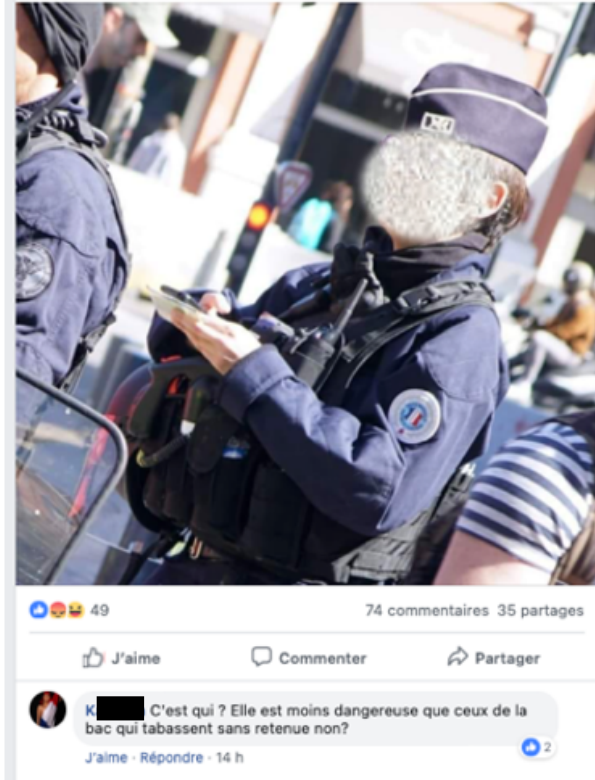 49
74 commentaires 35 partages
J'aime Commenter Partager
K C'est qui ? Elle est moins dangereuse que ceux de la
bac qui tabassent sans retenue non?
J'aime · Répondre · 14 h
2